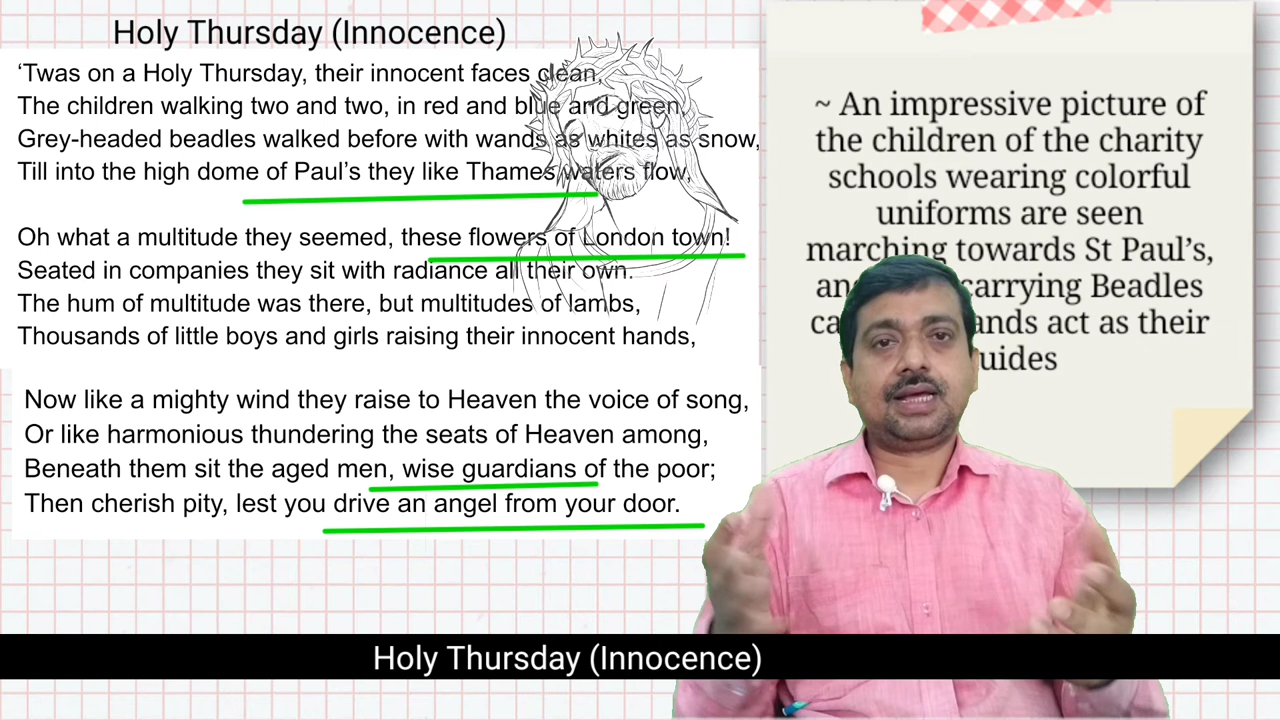 Holy Thursday (Innocence)
‘Twas on a Holy Thursday, their innocent faces clean,
The children walking two and two, in red and blue and green,
Grey-headed beadles walked before with wands as whites as snow,
Till into the high dome of Paul’s they like Thames waters flow,
Oh what a multitude they seemed, these flowers of London town!
Seated in companies they sit with radiance all their own.
The hum of multitude was there, but multitudes of lambs,
Thousands of little boys and girls raising their innocent hands,
Now like a mighty wind they raise to Heaven the voice of song,
Or like harmonious thundering the seats of Heaven among,
Beneath them sit the aged men, wise guardians of the poor;
Then cherish pity, lest you drive an angel from your door.
~ An impressive picture of
the children of the charity
schools wearing colorful
uniforms are seen
marching towards St Paul’s,
carrying Beadles
act as their
Holy Thursday (Innocence)